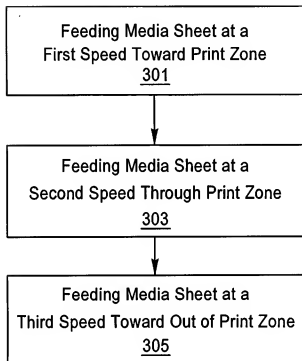 Feeding Media Sheet at a
First Speed Toward Print Zone
301
Feeding Media Sheet at a
Second Speed Through Print Zone
303
Feeding Media Sheet at a
Third Speed Toward Out of Print Zone
305